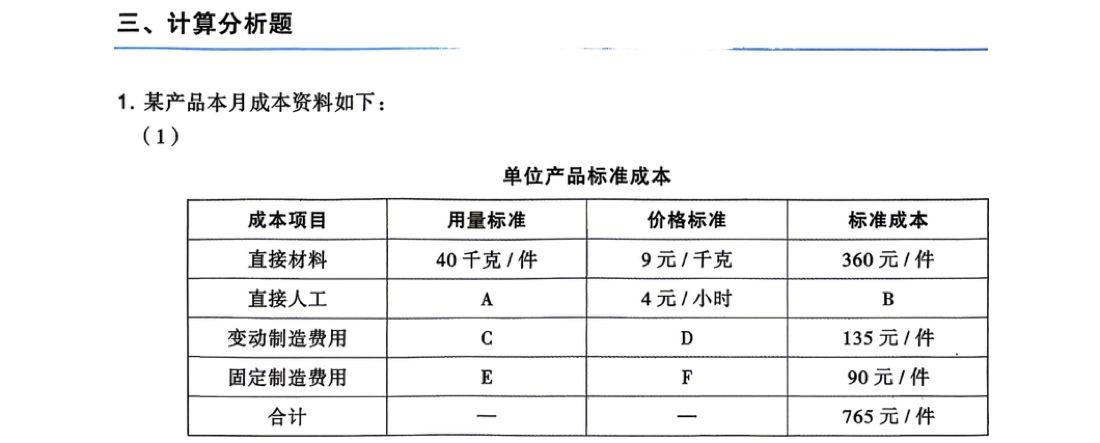 三、计算分析题
1. 某产品本月成本资料如下：
（1）
单位产品标准成本
成本项目 用量标准 价格标准 标准成本
直接材料 40千克/件 9元/千克 360元/件
直接人工 A 4元/小时 B
变动制造费用 C D 135元/件
固定制造费用 E F 90元/件
合计 — — 765元/件